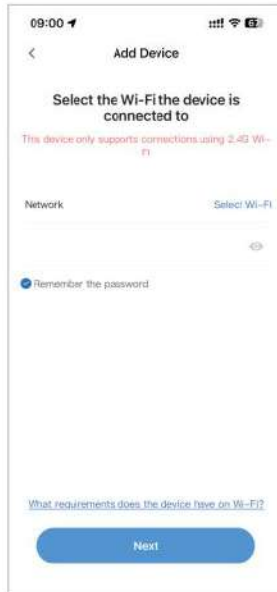 09:00
Add Device
Select the Wi-Fi the device is
connected to
This device only supports connections using 2.4G Wi-
Fi
Network Select Wi-Fi
Remember the password
What requirements does the device have on Wi-Fi?
Next